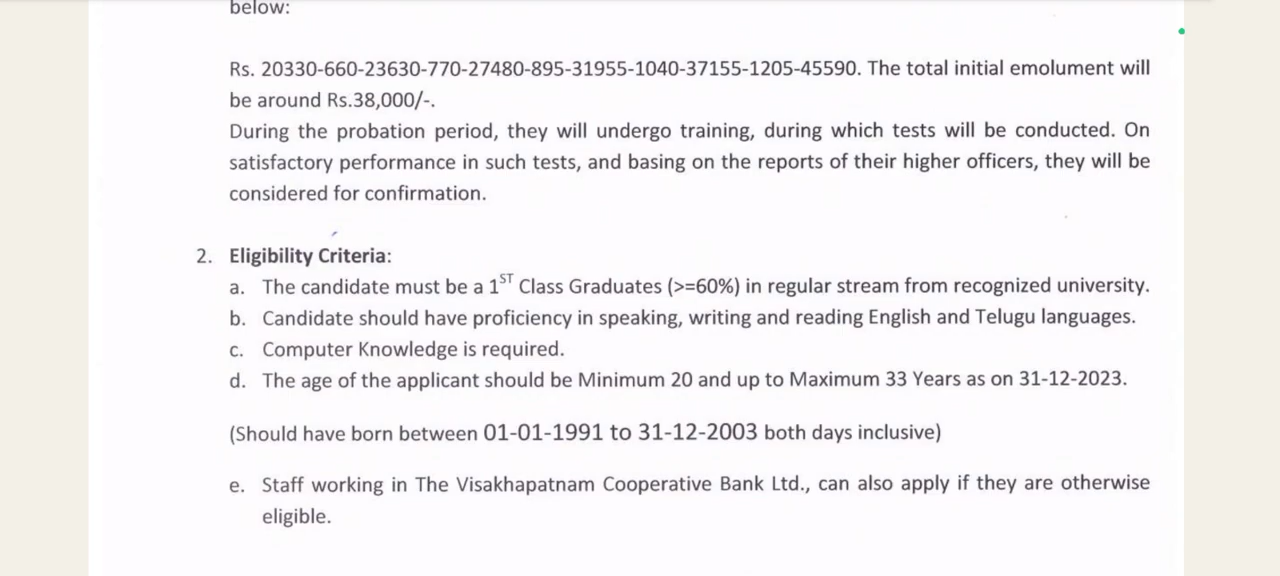 below:
Rs. 20330-660-23630-770-27480-895-31955-1040-37155-1205-45590. The total initial emolument will
be around Rs.38,000/-.
During the probation period, they will undergo training, during which tests will be conducted. On
satisfactory performance in such tests, and basing on the reports of their higher officers, they will be
considered for confirmation.
2. Eligibility Criteria:
a. The candidate must be a 1ST Class Graduates (>=60%) in regular stream from recognized university.
b. Candidate should have proficiency in speaking, writing and reading English and Telugu languages.
c. Computer Knowledge is required.
d. The age of the applicant should be Minimum 20 and up to Maximum 33 Years as on 31-12-2023.
(Should have born between 01-01-1991 to 31-12-2003 both days inclusive)
e. Staff working in The Visakhapatnam Cooperative Bank Ltd., can also apply if they are otherwise
eligible.